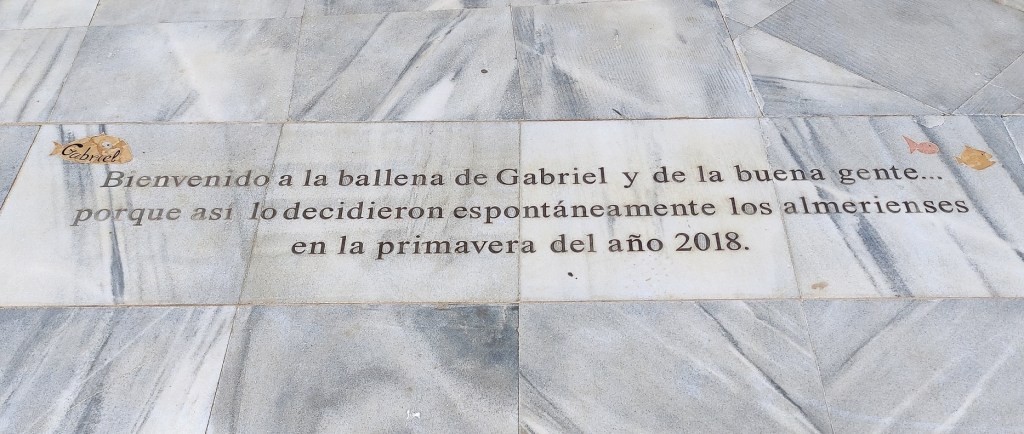 Gabriel
Bienvenido a la ballena de Gabriel y de la buena gente...
porque así lo decidieron espontáneamente los almerienses
en la primavera del año 2018.